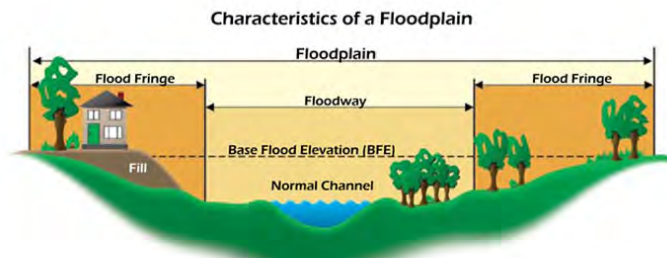 Characteristics of a Floodplain
Floodplain
Flood Fringe
Flood Fringe
Floodway
Base Flood Elevation (BFE)
Fill
Normal Channel